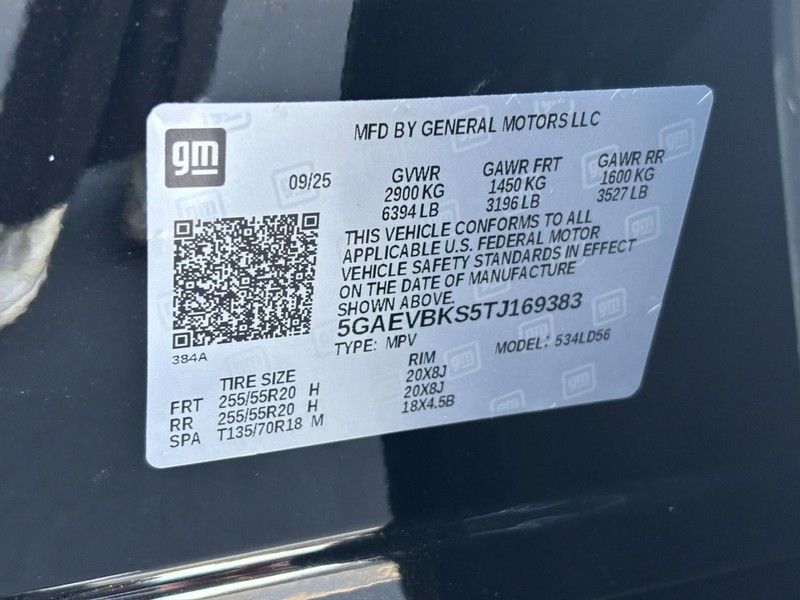 MFD BY GENERAL MOTORS LLC
gm
09/25
GVWR GAWR FRT GAWR RR
2900 KG 1450 KG 1600 KG
6394 LB 3196 LB 3527 LB
THIS VEHICLE CONFORMS TO ALL
APPLICABLE U.S. FEDERAL MOTOR
VEHICLE SAFETY STANDARDS IN EFFECT
ON THE DATE OF MANUFACTURE
SHOWN ABOVE.
5GAEVBKS5TJ169383
TYPE: MPV MODEL: 534LD56
384A
TIRE SIZE RIM
FRT 255/55R20 H 20X8J
RR 255/55R20 H 20X8J
SPA T135/70R18 M 18X4.5B